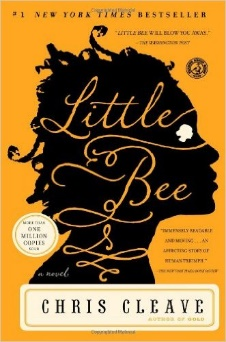 #1 NEW YORK TIMES BESTSELLER
"LITTLE BEE WILL BLOW YOU AWAY."
—THE WASHINGTON POST
Little
Bee
MORE THAN
ONE
MILLION
COPIES
SOLD
"IMMENSELY READABLE
AND MOVING. . . . AN
AFFECTING STORY OF
HUMAN TRIUMPH."
—THE NEW YORK TIMES BOOK REVIEW
a novel
CHRIS CLEAVE
AUTHOR OF GOLD